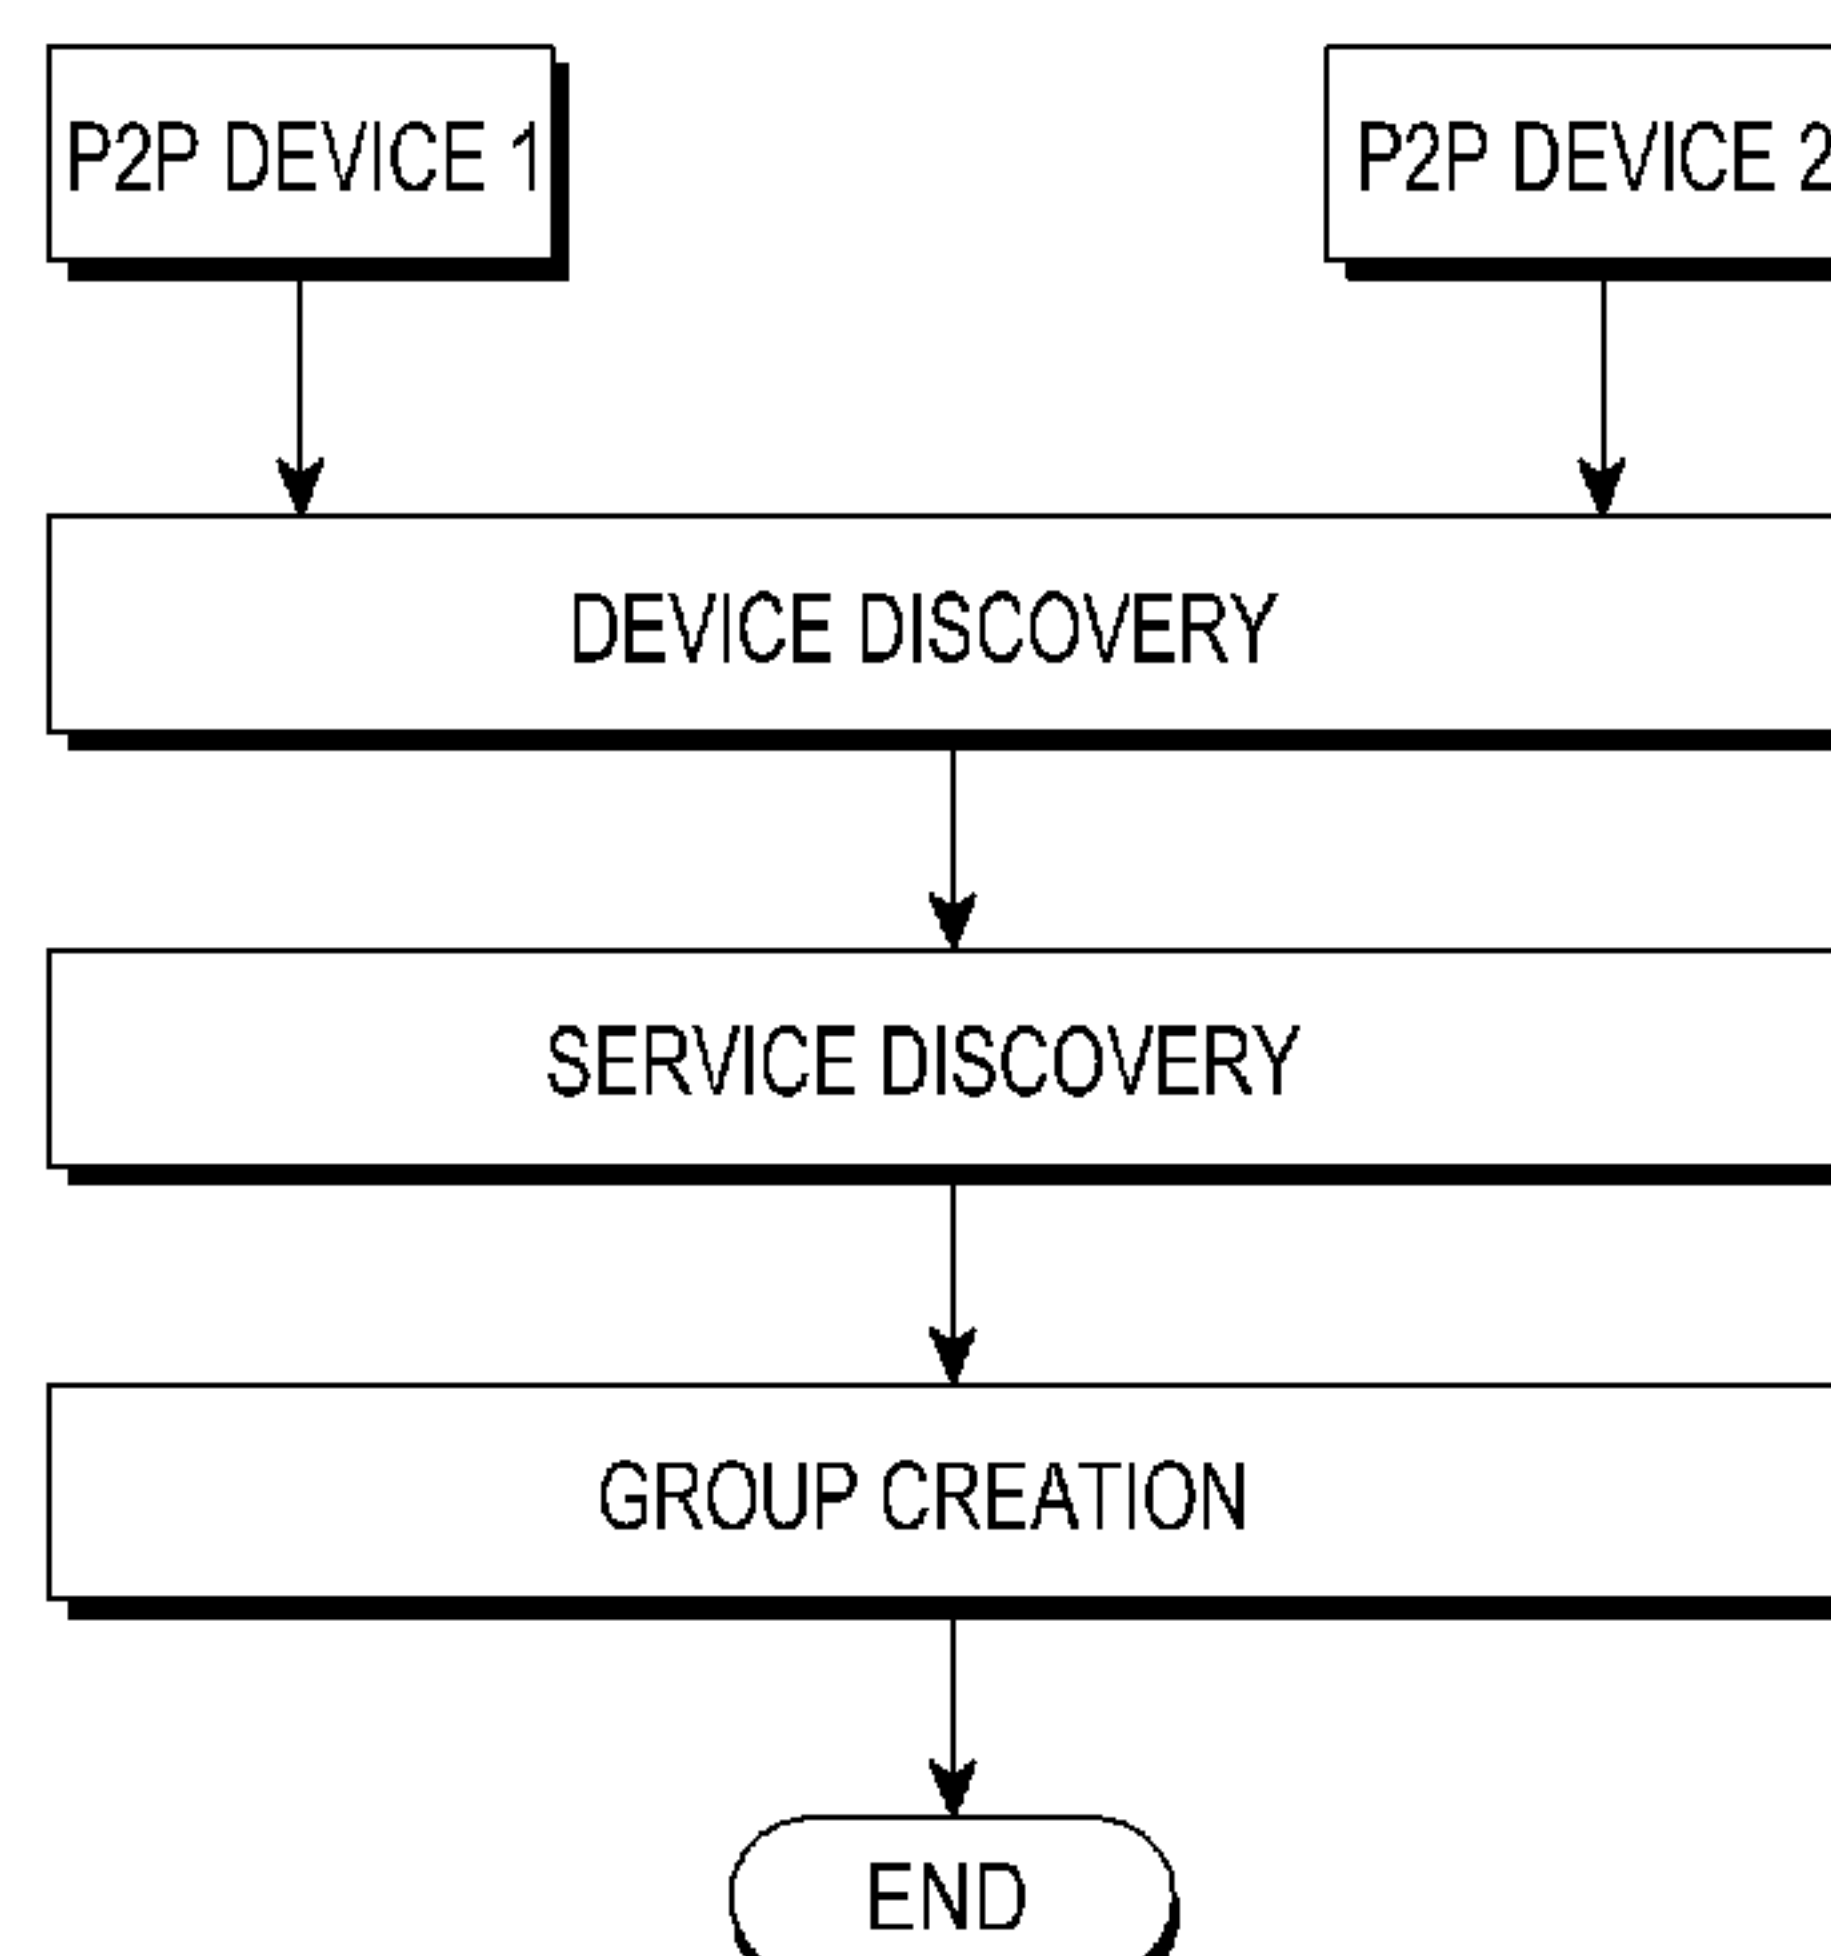 P2P DEVICE 1
P2P DEVICE 2
DEVICE DISCOVERY
SERVICE DISCOVERY
GROUP CREATION
END